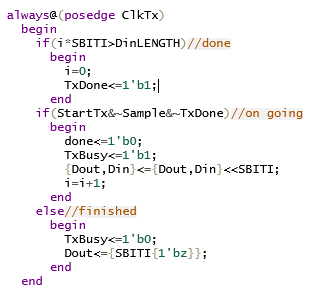 always@(posedge ClkTx)
begin
if(i*SBITI>DinLENGTH)//done
begin
i=0;
TxDone<=1'b1;
end
if(StartTx&~Sample&~TxDone)//on going
begin
done<=1'b0;
TxBusy<=1'b1;
{Dout,Din}<={Dout,Din}<<SBITI;
i=i+1;
end
else//finished
begin
TxBusy<=1'b0;
Dout<={SBITI{1'bz}};
end
end